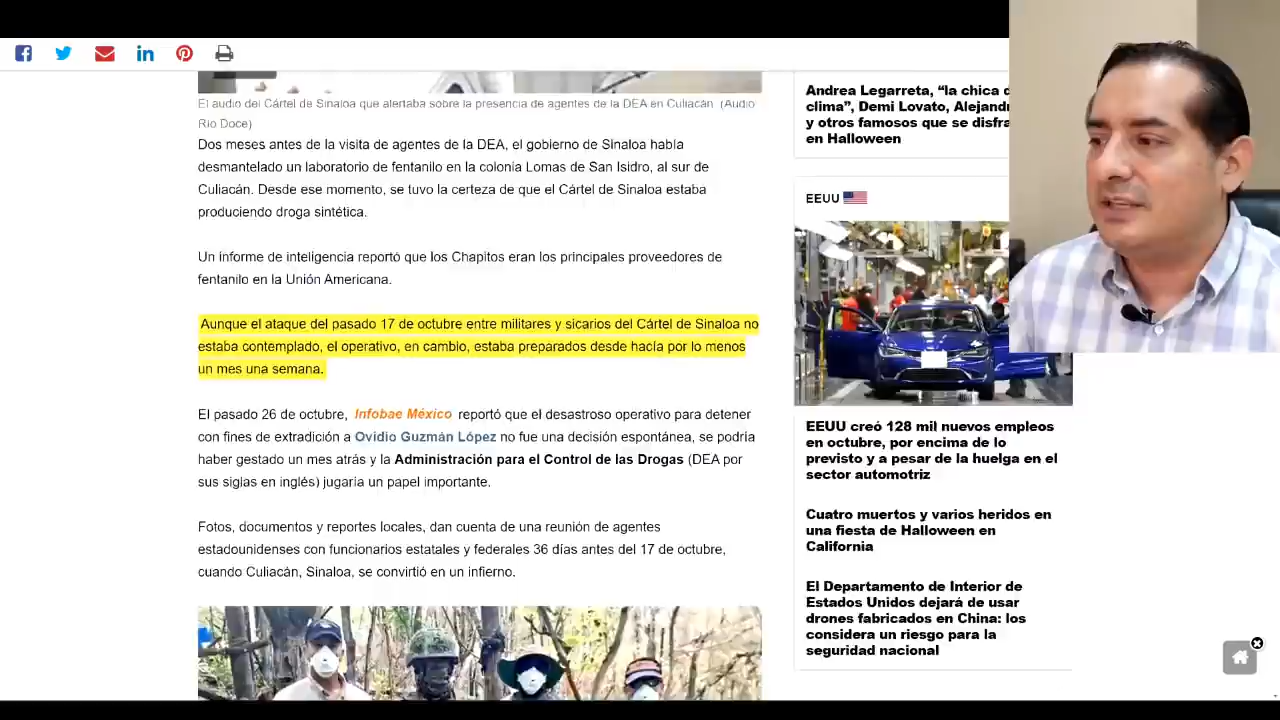 El audio del Cártel de Sinaloa que alertaba sobre la presencia de agentes de la DEA en Culiacán. (Audio
Río Doce)
Dos meses antes de la visita de agentes de la DEA, el gobierno de Sinaloa había
desmantelado un laboratorio de fentanilo en la colonia Lomas de San Isidro, al sur de
Culiacán. Desde ese momento, se tuvo la certeza de que el Cártel de Sinaloa estaba
produciendo droga sintética.
Un informe de inteligencia reportó que los Chapitos eran los principales proveedores de
fentanilo en la Unión Americana.
Aunque el ataque del pasado 17 de octubre entre militares y sicarios del Cártel de Sinaloa no
estaba contemplado, el operativo, en cambio, estaba preparados desde hacía por lo menos
un mes una semana.
El pasado 26 de octubre, Infobae México reportó que el desastroso operativo para detener
con fines de extradición a Ovidio Guzmán López no fue una decisión espontánea, se podría
haber gestado un mes atrás y la Administración para el Control de las Drogas (DEA por
sus siglas en inglés) jugaría un papel importante.
Fotos, documentos y reportes locales, dan cuenta de una reunión de agentes
estadounidenses con funcionarios estatales y federales 36 días antes del 17 de octubre,
cuando Culiacán, Sinaloa, se convirtió en un infierno.
Andrea Legarreta, “la chica d
clima”, Demi Lovato, Alejand
y otros famosos que se disfra
en Halloween
EEUU
EEUU creó 128 mil nuevos empleos
en octubre, por encima de lo
previsto y a pesar de la huelga en el
sector automotriz
Cuatro muertos y varios heridos en
una fiesta de Halloween en
California
El Departamento de Interior de
Estados Unidos dejará de usar
drones fabricados en China: los
considera un riesgo para la
seguridad nacional